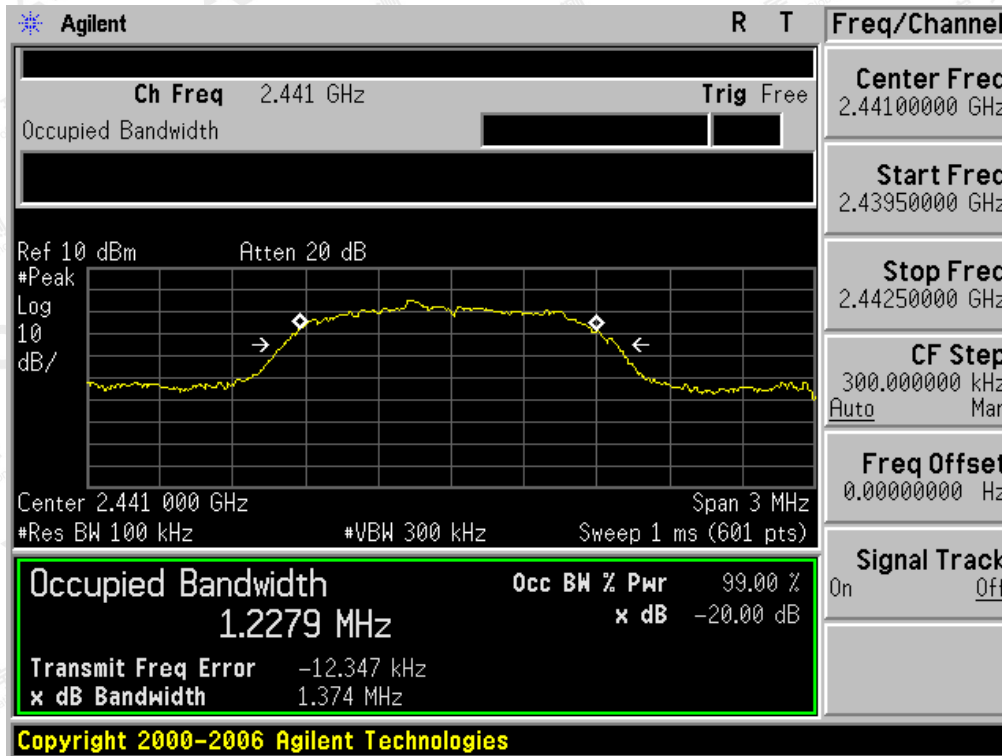 Agilent R T Freq/Channel
Ch Freq 2.441 GHz Trig Free
Occupied Bandwidth
Center Freq
2.44100000 GHz
Start Freq
2.43950000 GHz
Stop Freq
2.44250000 GHz
CF Step
300.000000 kHz
Auto Man
Freq Offset
0.00000000 Hz
Signal Track
On Off
Ref 10 dBm Atten 20 dB
#Peak
Log
10
dB/
Center 2.441 000 GHz Span 3 MHz
#Res BW 100 kHz #VBW 300 kHz Sweep 1 ms (601 pts)
Occupied Bandwidth Occ BW % Pwr 99.00 %
1.2279 MHz x dB -20.00 dB
Transmit Freq Error -12.347 kHz
x dB Bandwidth 1.374 MHz
Copyright 2000-2006 Agilent Technologies